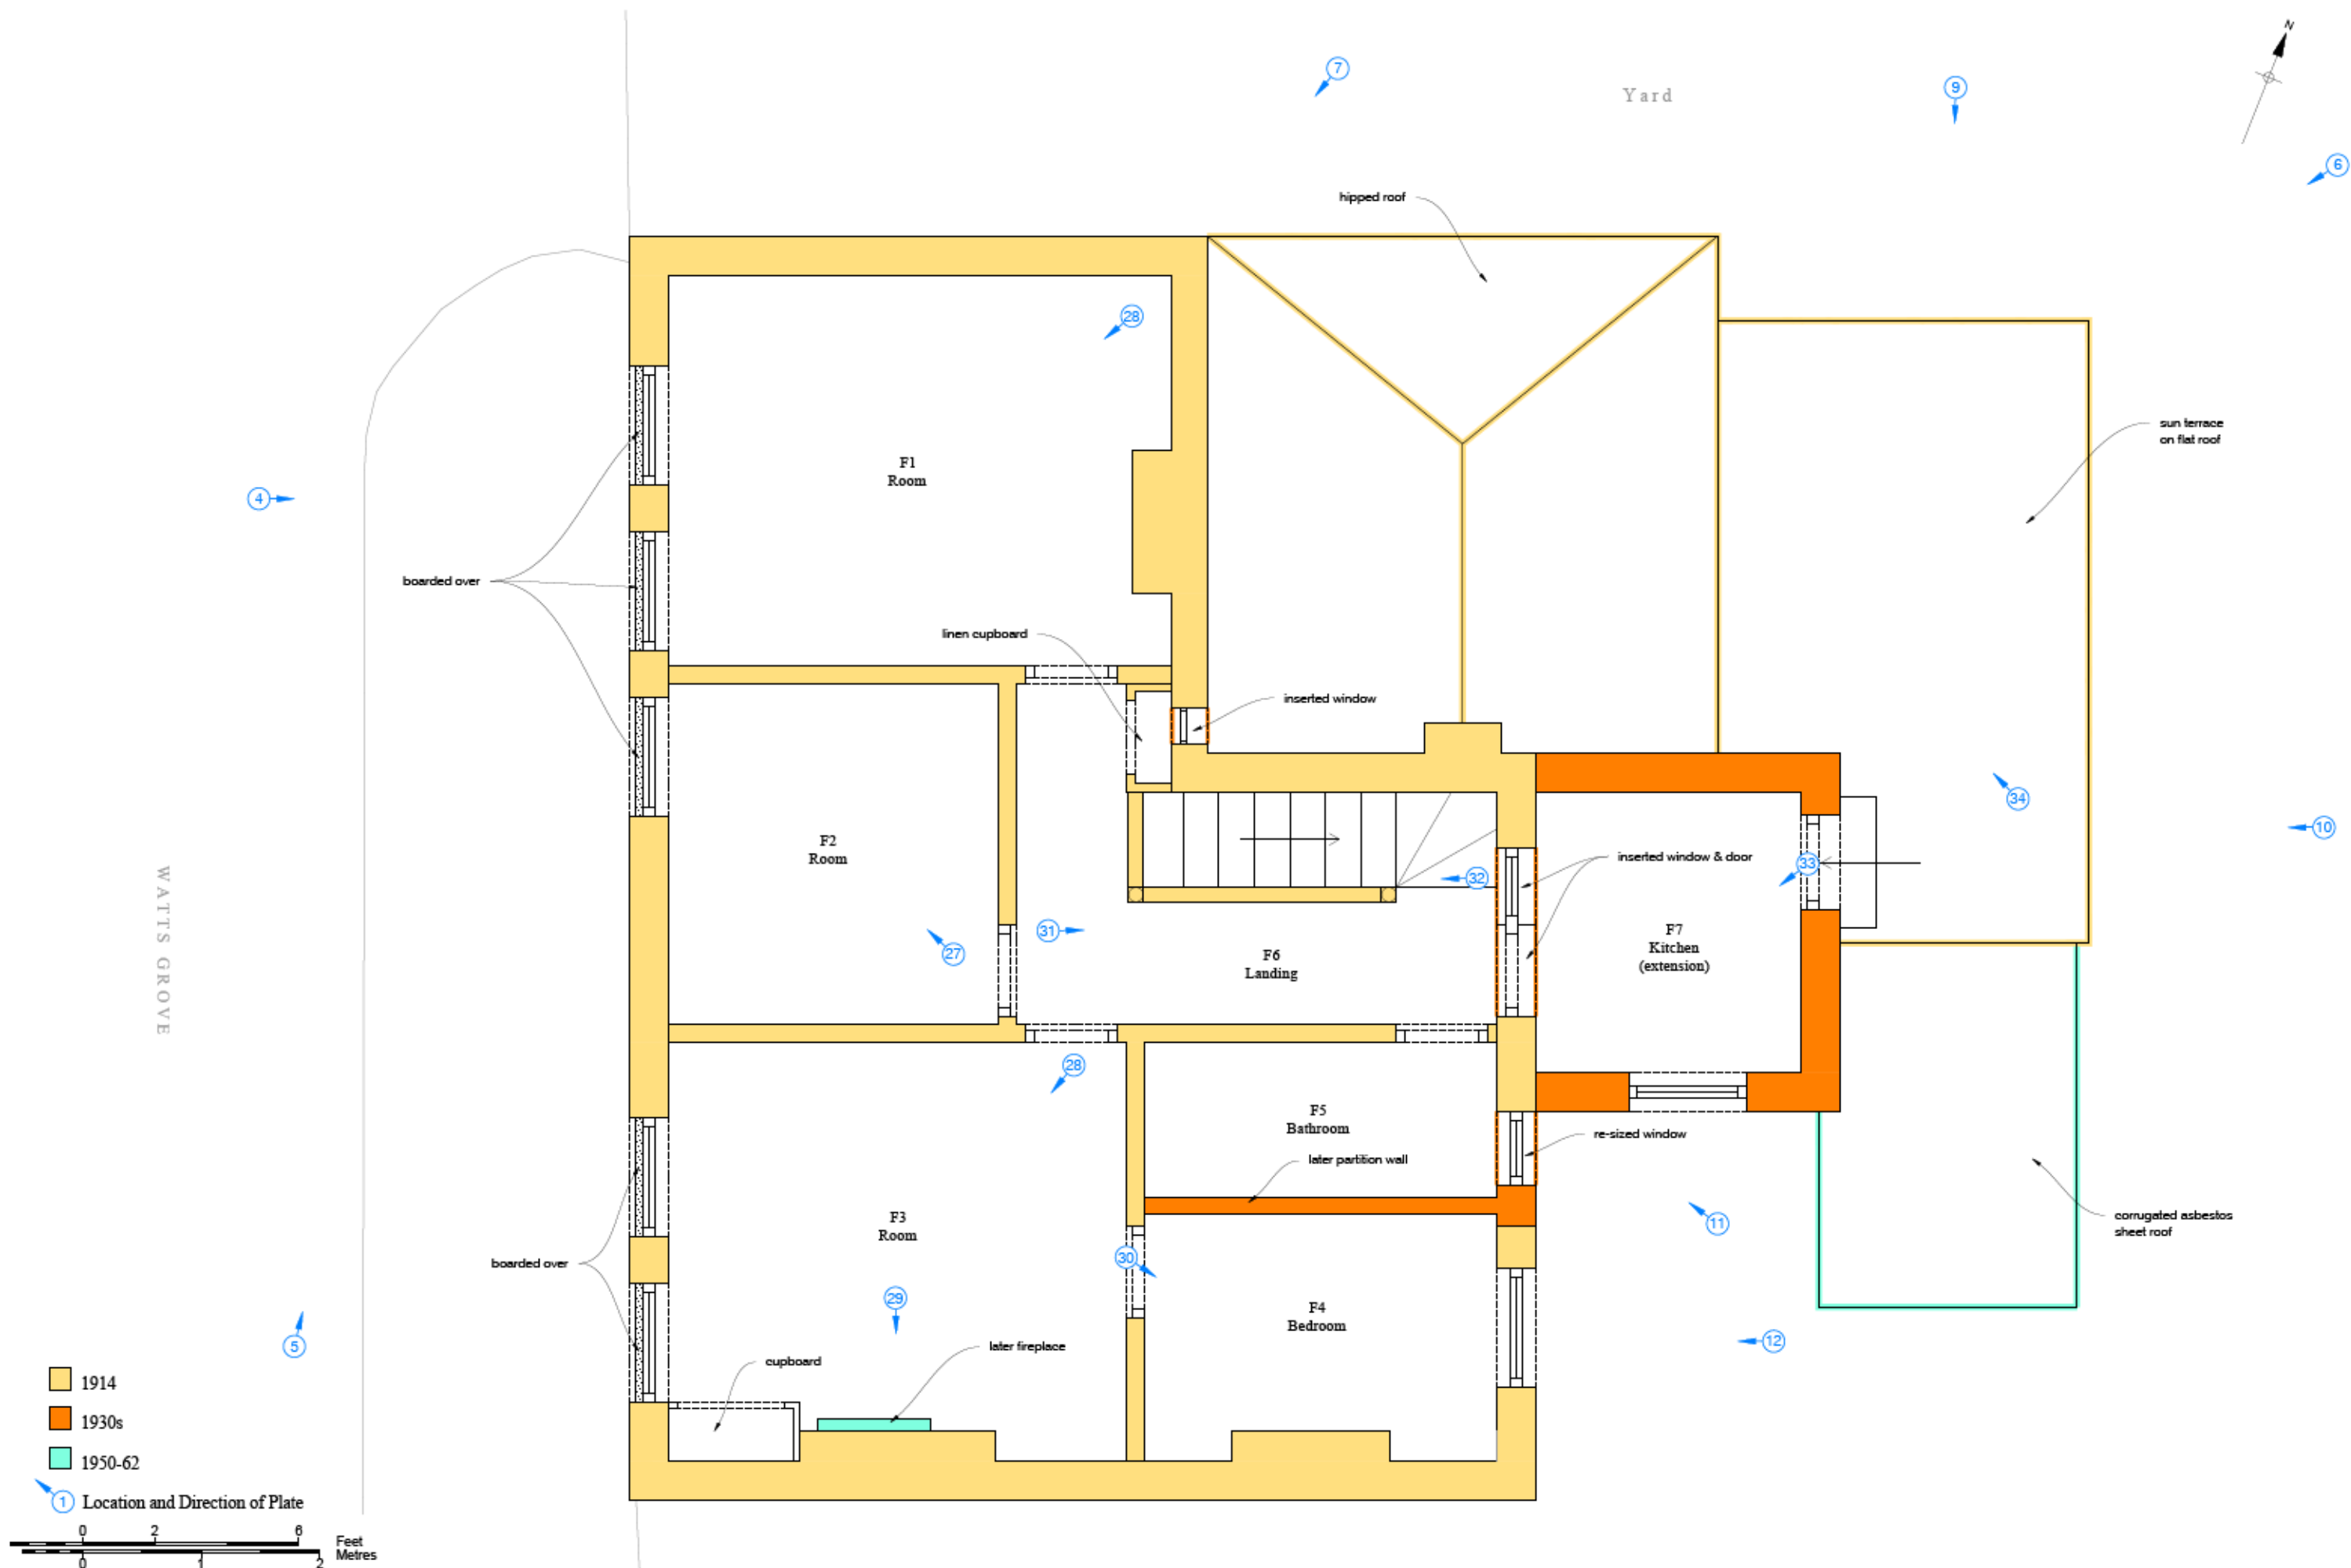 N
7
Yard
9
6
hipped roof
28
F1
Room
sun terrace
on flat roof
4
boarded over
linen cupboard
inserted window
34
10
F2
Room
32
inserted window & door
33
WATTS GROVE
31
27
F6
Landing
F7
Kitchen
(extension)
28
F5
Bathroom
re-sized window
later partition wall
F3
Room
11
corrugated asbestos
sheet roof
boarded over
30
29
F4
Bedroom
5
12
later fireplace
cupboard
1914
1930s
1950-62
1 Location and Direction of Plate
0 2 6
Feet
Metres
0 1 2